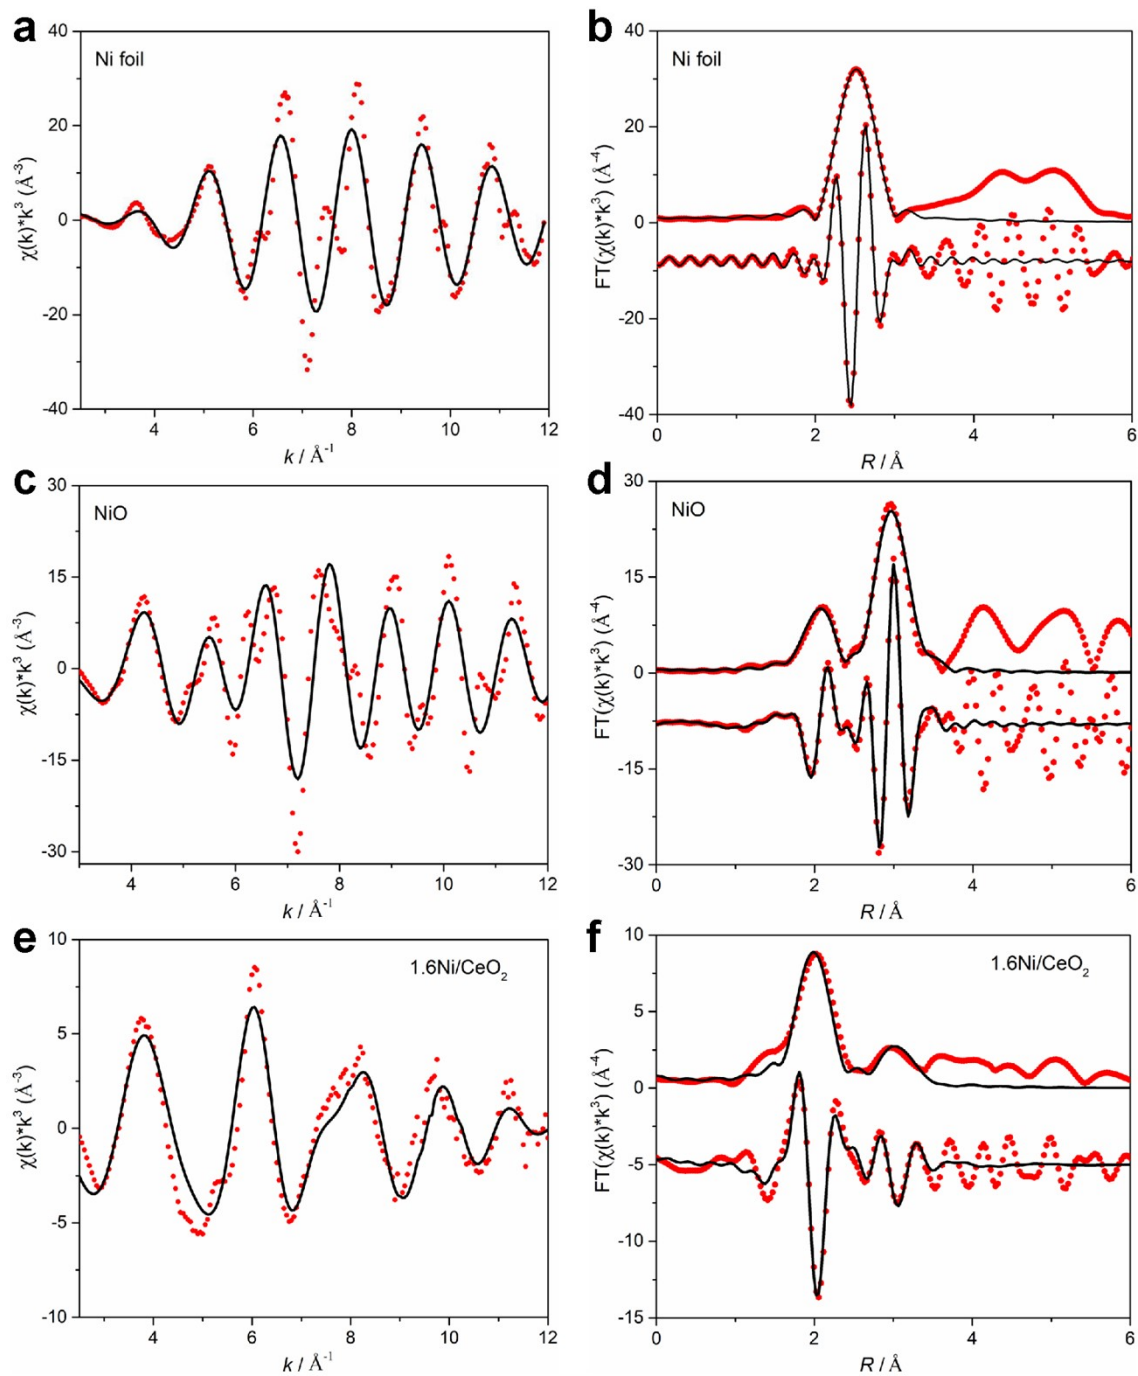 a
Ni foil
χ(k)*k³ (Å⁻³)
40
20
0
-20
-40
4
6
8
10
12
k / Å⁻¹
b
Ni foil
FT(χ(k)*k³) (Å⁻⁴)
40
20
0
-20
-40
0
2
4
6
R / Å
c
NiO
χ(k)*k³ (Å⁻³)
30
15
0
-15
-30
4
6
8
10
12
k / Å⁻¹
d
NiO
FT(χ(k)*k³) (Å⁻⁴)
30
15
0
-15
-30
0
2
4
6
R / Å
e
1.6Ni/CeO₂
χ(k)*k³ (Å⁻³)
10
5
0
-5
-10
4
6
8
10
12
k / Å⁻¹
f
1.6Ni/CeO₂
FT(χ(k)*k³) (Å⁻⁴)
10
5
0
-5
-10
-15
0
2
4
6
R / Å